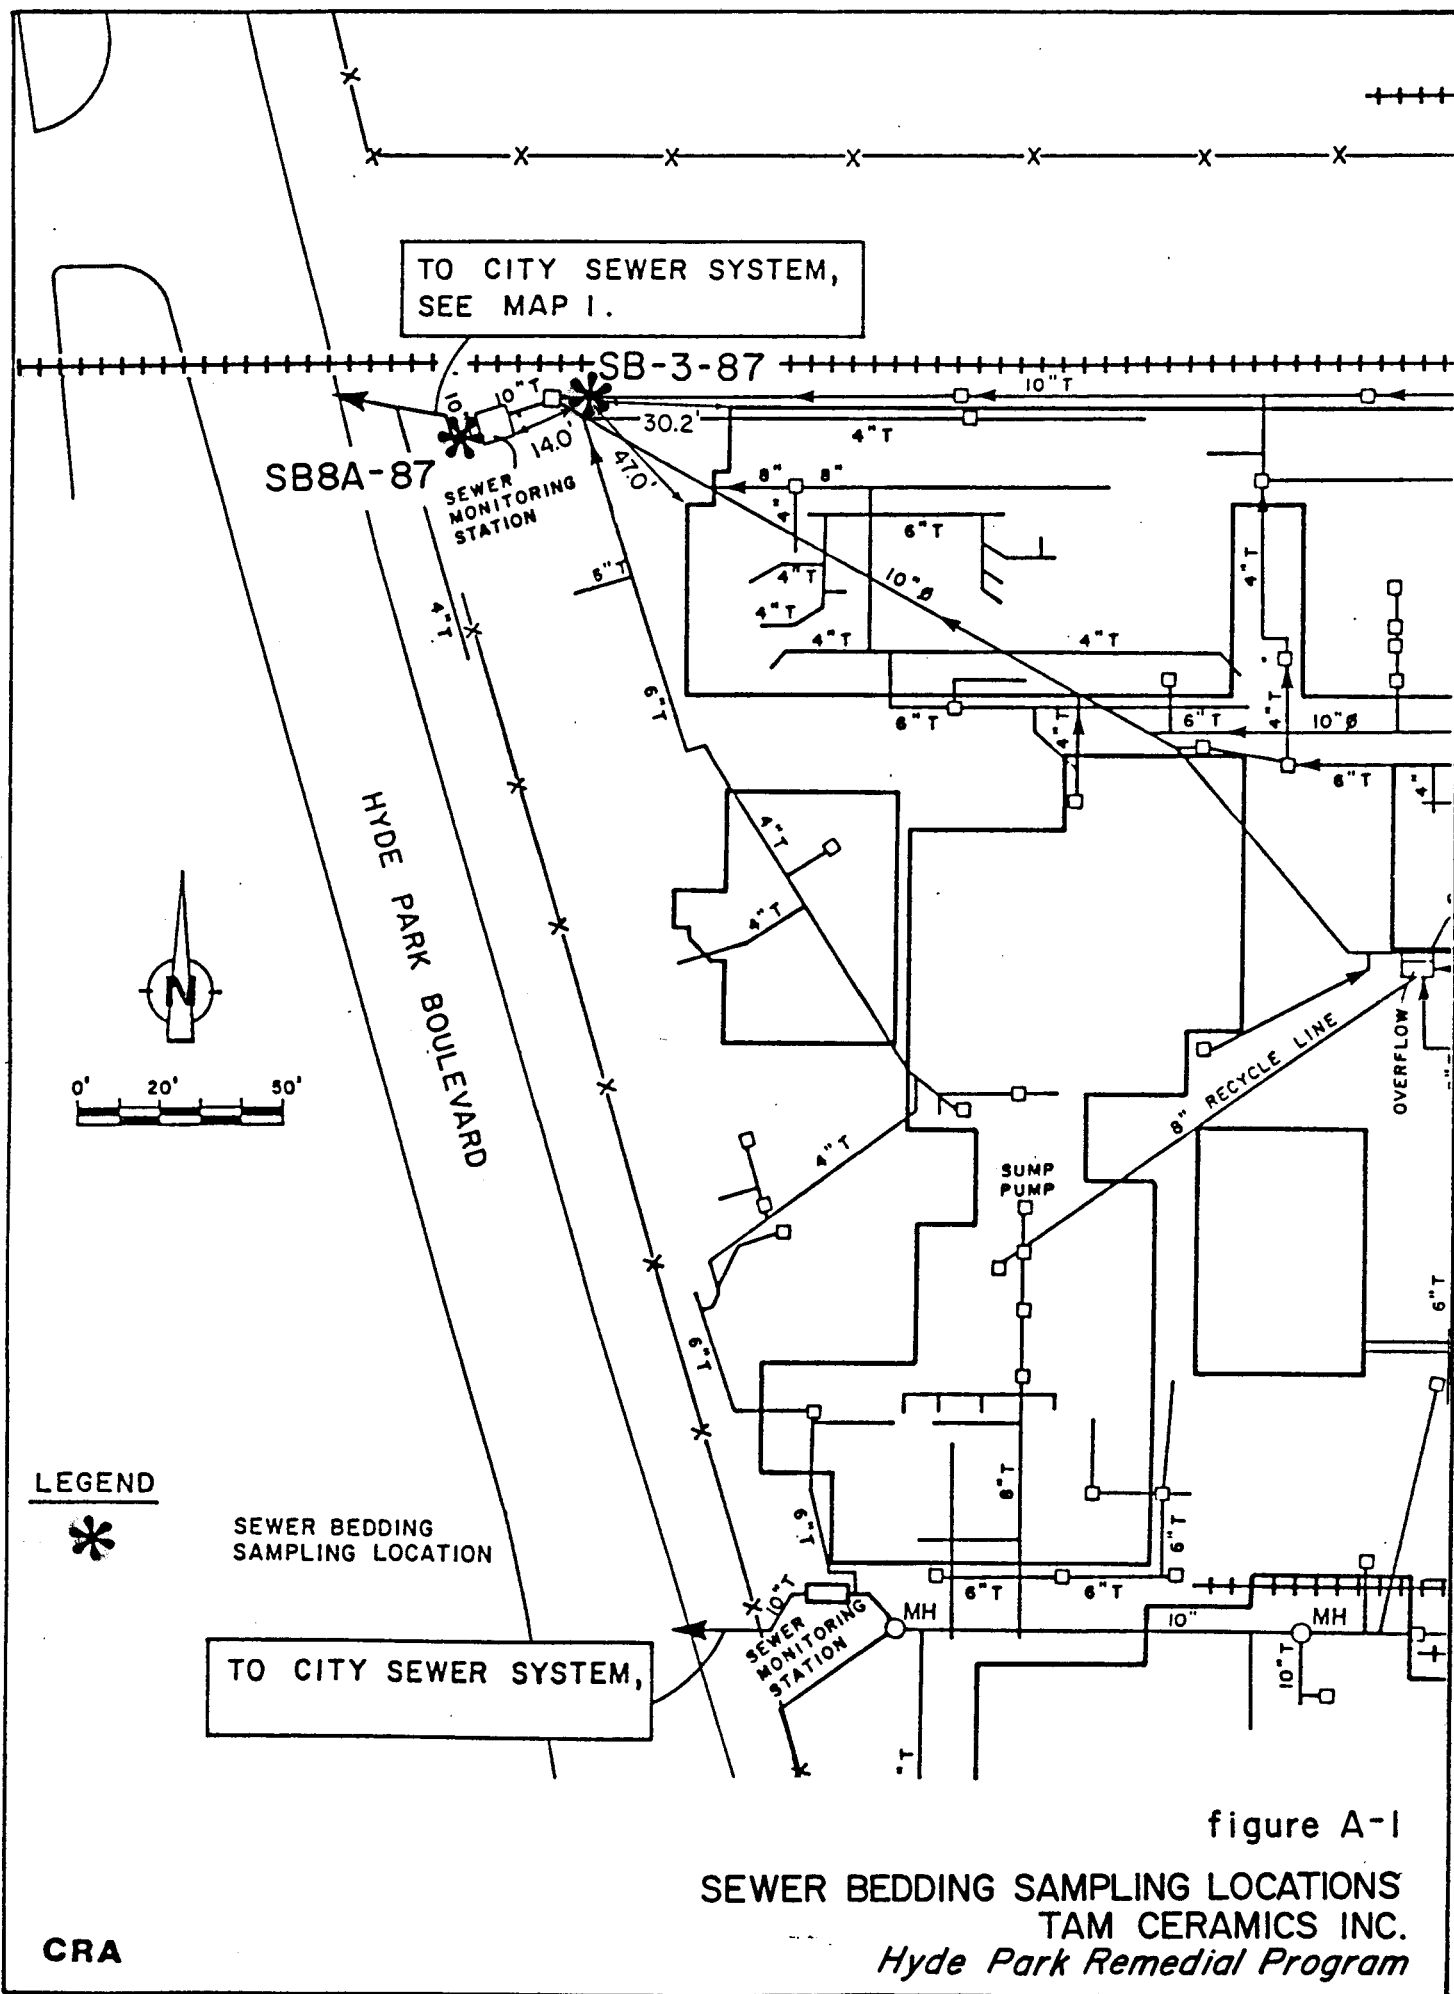 TO CITY SEWER SYSTEM,
SEE MAP 1.
SB-3-87
10"T
10"T
10"T
30.2'
4"T
14.0'
47.0'
SB8A-87
SEWER
MONITORING
STATION
8"
8"
4"
6"T
6"T
4"T
10"ø
4"T
4"T
4"T
4"T
4"T
6"T
6"T
4"T
6"T
4"T
10"ø
6"T
4"
HYDE PARK BOULEVARD
4"T
4"T
N
0' 20' 50'
8" RECYCLE LINE
OVERFLOW
4"T
SUMP
PUMP
6"T
6"T
LEGEND
SEWER BEDDING
SAMPLING LOCATION
6"T
6"T
6"T
6"T
6"T
10"T
MH
10"
MH
SEWER
MONITORING
STATION
10"T
"T
TO CITY SEWER SYSTEM,
figure A-1
SEWER BEDDING SAMPLING LOCATIONS
TAM CERAMICS INC.
Hyde Park Remedial Program
CRA